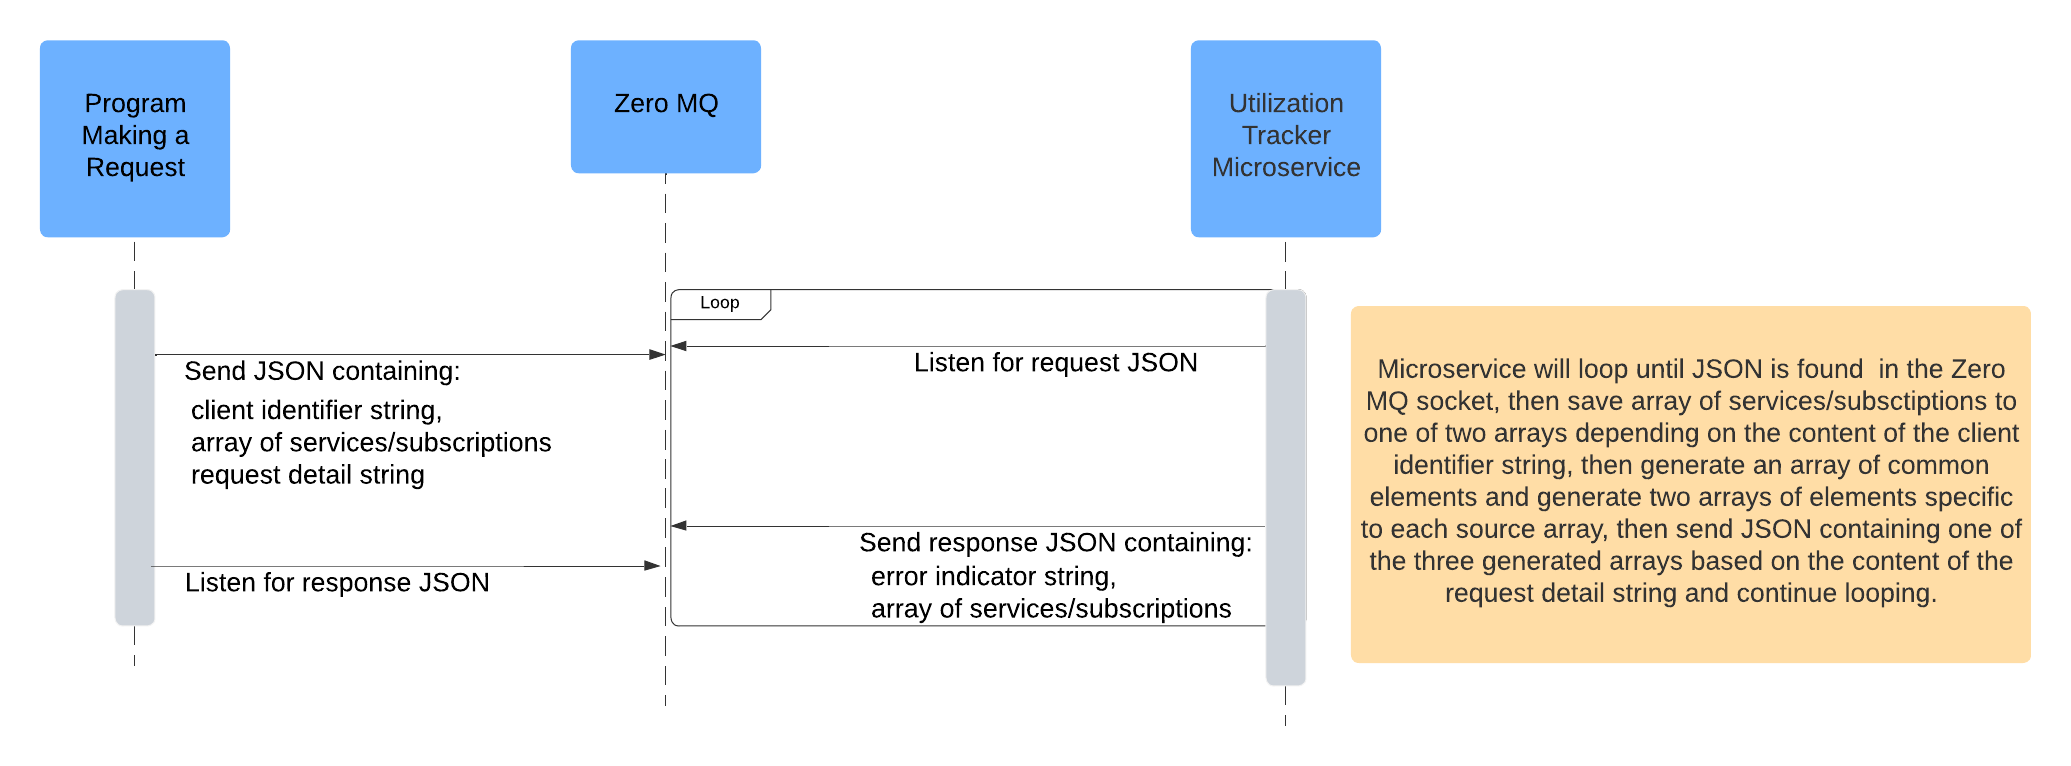 Program
Making a
Request
Zero MQ
Utilization
Tracker
Microservice
Loop
Send JSON containing:
client identifier string,
array of services/subscriptions
request detail string
Listen for request JSON
Listen for response JSON
Send response JSON containing:
error indicator string,
array of services/subscriptions
Microservice will loop until JSON is found  in the Zero
MQ socket, then save array of services/subsctiptions to
one of two arrays depending on the content of the client
identifier string, then generate an array of common
elements and generate two arrays of elements specific
to each source array, then send JSON containing one of
the three generated arrays based on the content of the
request detail string and continue looping.